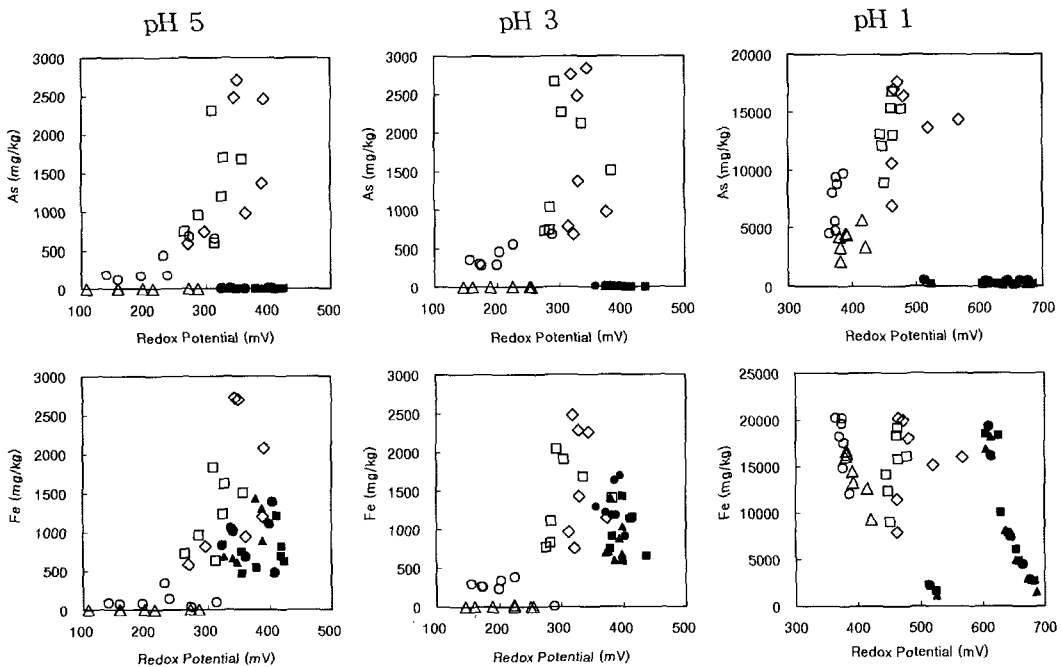 pH 5 pH 3 pH 1
3000 3000 20000
2500 2500
2000 2000 15000
1500 1500 10000
1000 1000
500 500 5000
0 0 0
As (mg/kg) As (mg/kg) As (mg/kg)
100 200 300 400 500 100 200 300 400 500 300 400 500 600 700
Redox Potential (mV) Redox Potential (mV) Redox Potential (mV)
3000 3000 25000
2500 2500 20000
2000 2000
1500 1500 15000
1000 1000 10000
500 500 5000
0 0 0
Fe (mg/kg) Fe (mg/kg) Fe (mg/kg)
100 200 300 400 500 100 200 300 400 500 300 400 500 600 700
Redox Potential (mV) Redox Potential (mV) Redox Potential (mV)